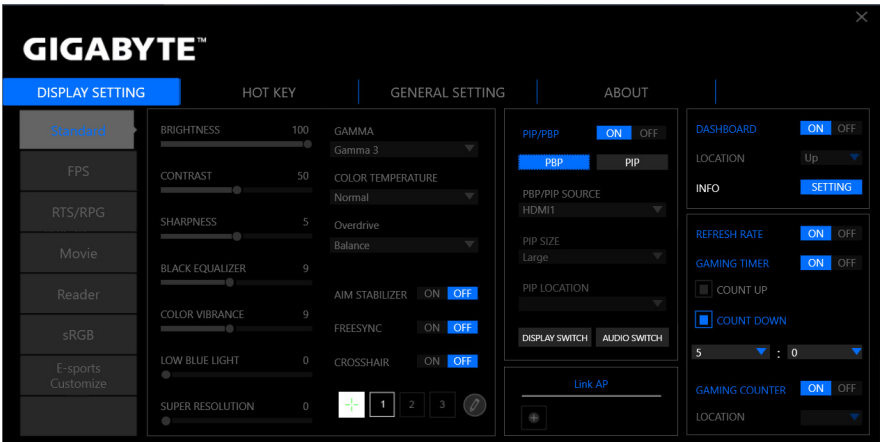 GIGABYTE™
DISPLAY SETTING
HOT KEY
GENERAL SETTING
ABOUT
Standard
FPS
RTS/RPG
Movie
Reader
sRGB
E-sports
Customize
BRIGHTNESS 100
CONTRAST 50
SHARPNESS 5
BLACK EQUALIZER 9
COLOR VIBRANCE 9
LOW BLUE LIGHT 0
SUPER RESOLUTION 0
GAMMA
Gamma 3
COLOR TEMPERATURE
Normal
Overdrive
Balance
AIM STABILIZER ON OFF
FREESYNC ON OFF
CROSSHAIR ON OFF
1 2 3
PIP/PBP ON OFF
PBP PIP
PBP/PIP SOURCE
HDMI1
PIP SIZE
Large
PIP LOCATION
DISPLAY SWITCH AUDIO SWITCH
Link AP
DASHBOARD ON OFF
LOCATION Up
INFO SETTING
REFRESH RATE ON OFF
GAMING TIMER ON OFF
COUNT UP
COUNT DOWN
5 : 0
GAMING COUNTER ON OFF
LOCATION